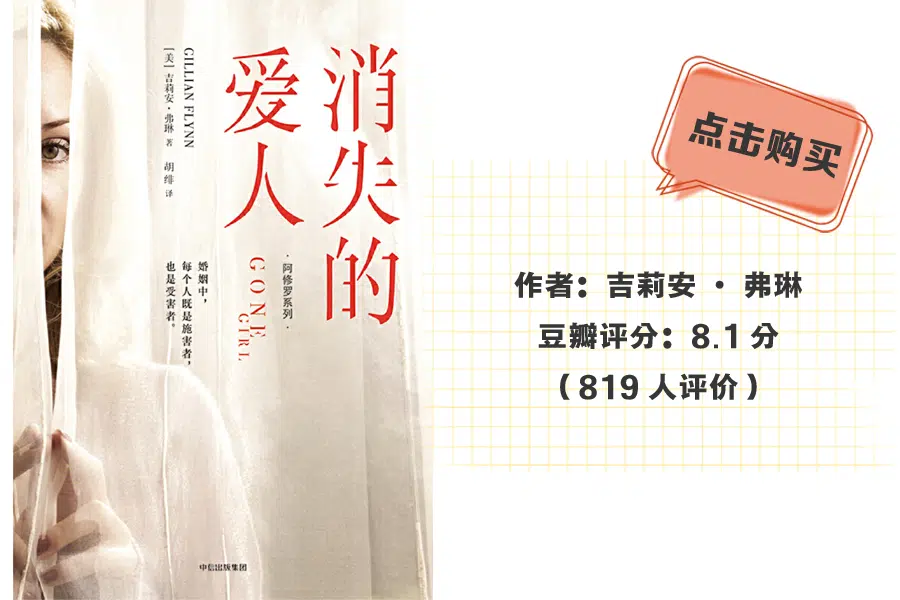 消失的
爱人
GILLIAN FLYNN
[美] 吉莉安·弗琳 著
胡绯 译
·阿修罗系列·
GONE
GIRL
婚姻中，
每个人既是施害者，
也是受害者。
中信出版集团
点击购买
作者：吉莉安 · 弗琳
豆瓣评分：8.1 分
（819 人评价）